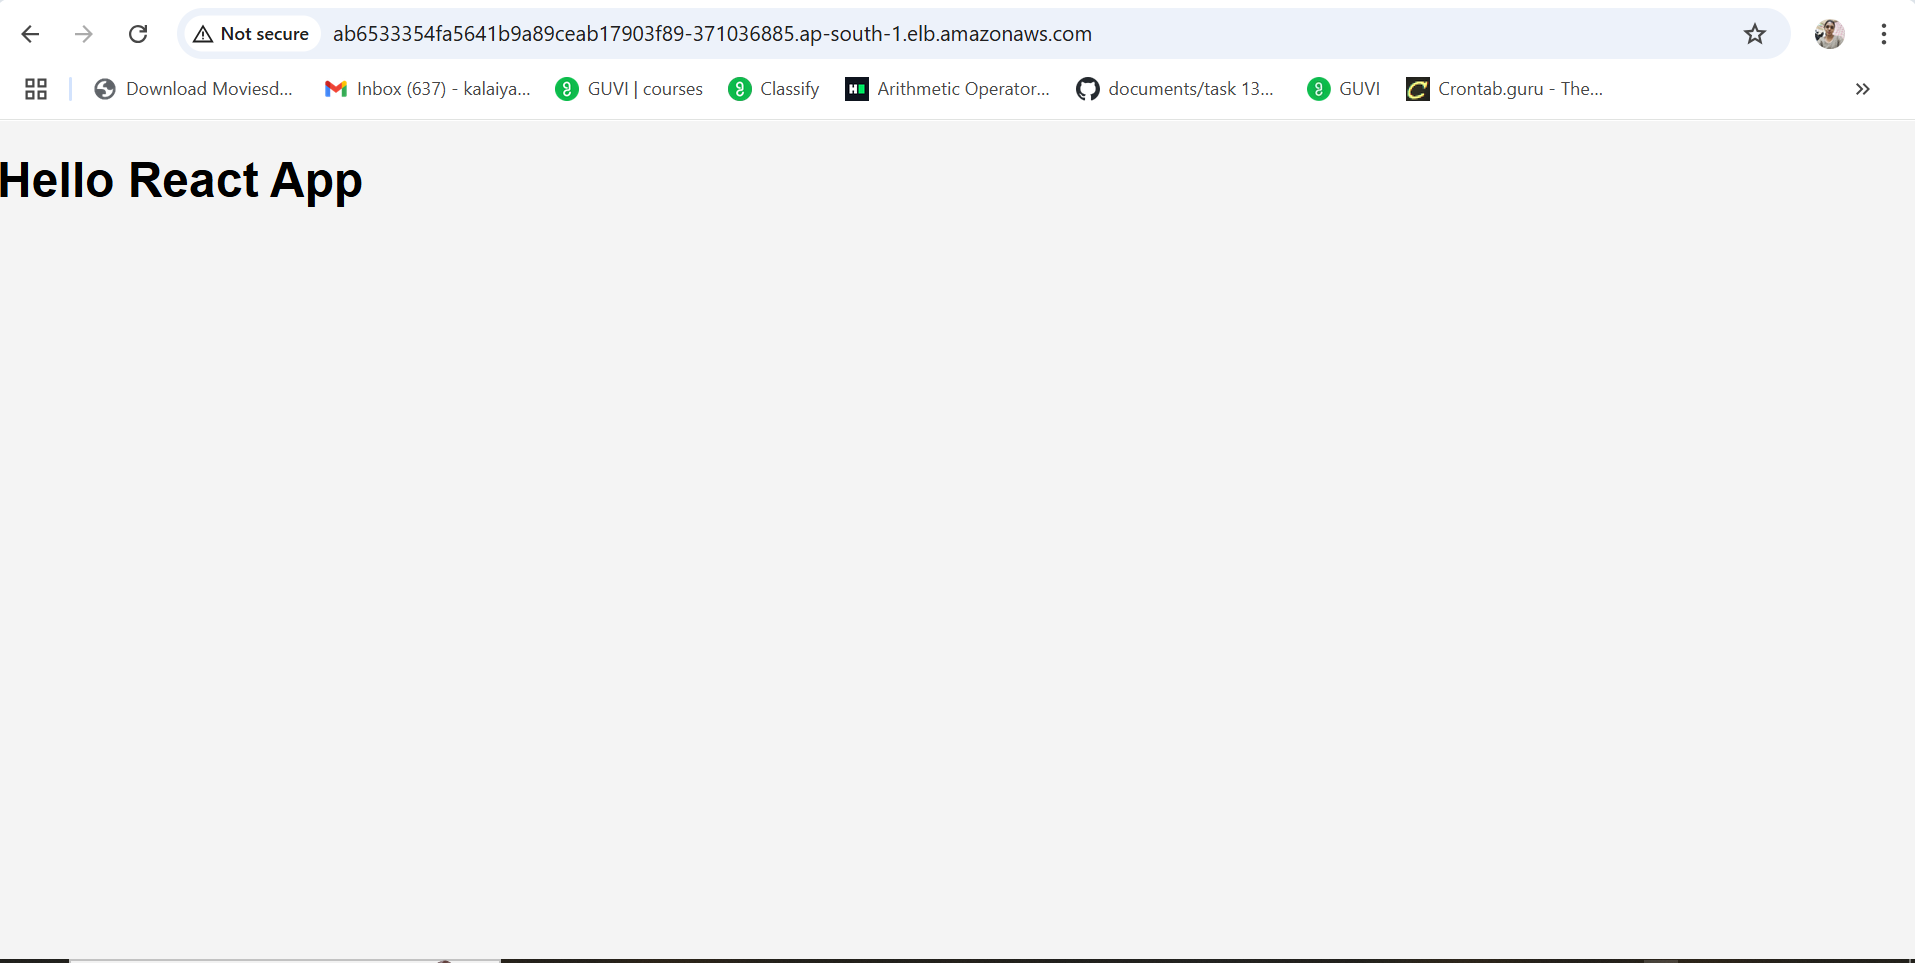 Not secure ab6533354fa5641b9a89ceab17903f89-371036885.ap-south-1.elb.amazonaws.com
Download Moviesd... Inbox (637) - kalaiya... GUVI | courses Classify Arithmetic Operator... documents/task 13... GUVI Crontab.guru - The...
Hello React App